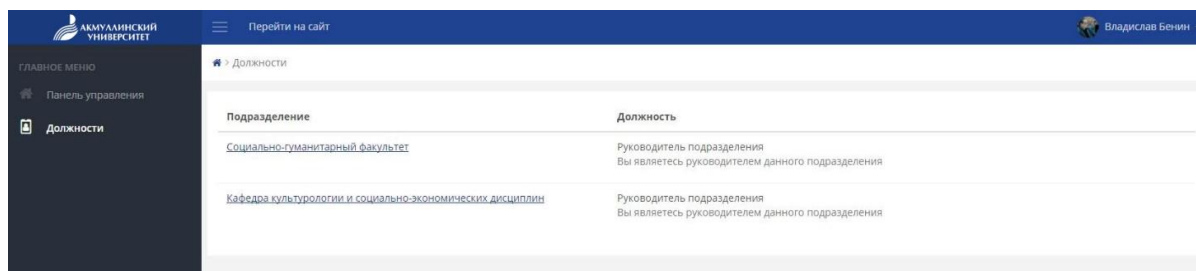 АКМУЛЛИНСКИЙ
УНИВЕРСИТЕТ
Перейти на сайт
Владислав Бенин
ГЛАВНОЕ МЕНЮ
Панель управления
Должности
> Должности
Подразделение
Должность
Социально-гуманитарный факультет
Руководитель подразделения
Вы являетесь руководителем данного подразделения
Кафедра культурологии и социально-экономических дисциплин
Руководитель подразделения
Вы являетесь руководителем данного подразделения